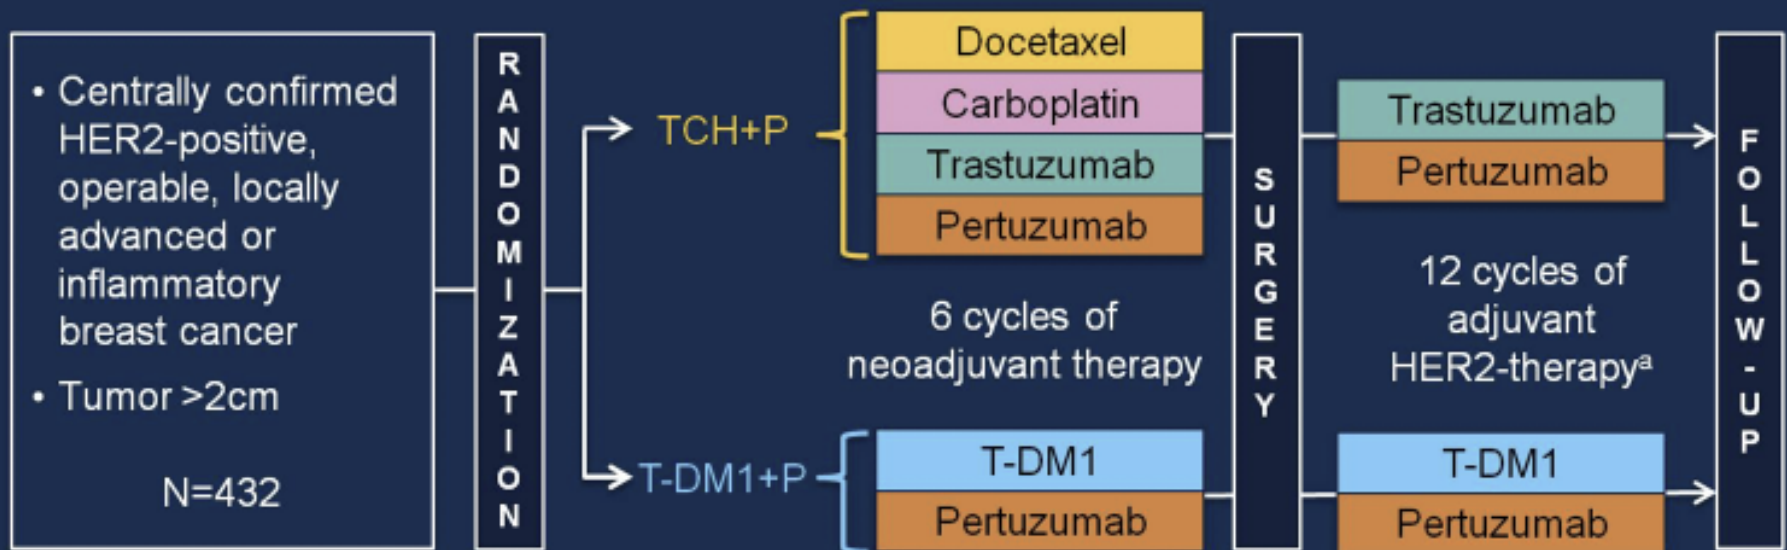 • Centrally confirmed
HER2-positive,
operable, locally
advanced or
inflammatory
breast cancer
• Tumor >2cm
N=432
RANDOMIZATION
TCH+P
Docetaxel
Carboplatin
Trastuzumab
Pertuzumab
6 cycles of
neoadjuvant therapy
T-DM1+P
T-DM1
Pertuzumab
SURGERY
Trastuzumab
Pertuzumab
12 cycles of
adjuvant
HER2-therapyᵃ
T-DM1
Pertuzumab
FOLLOW-UP